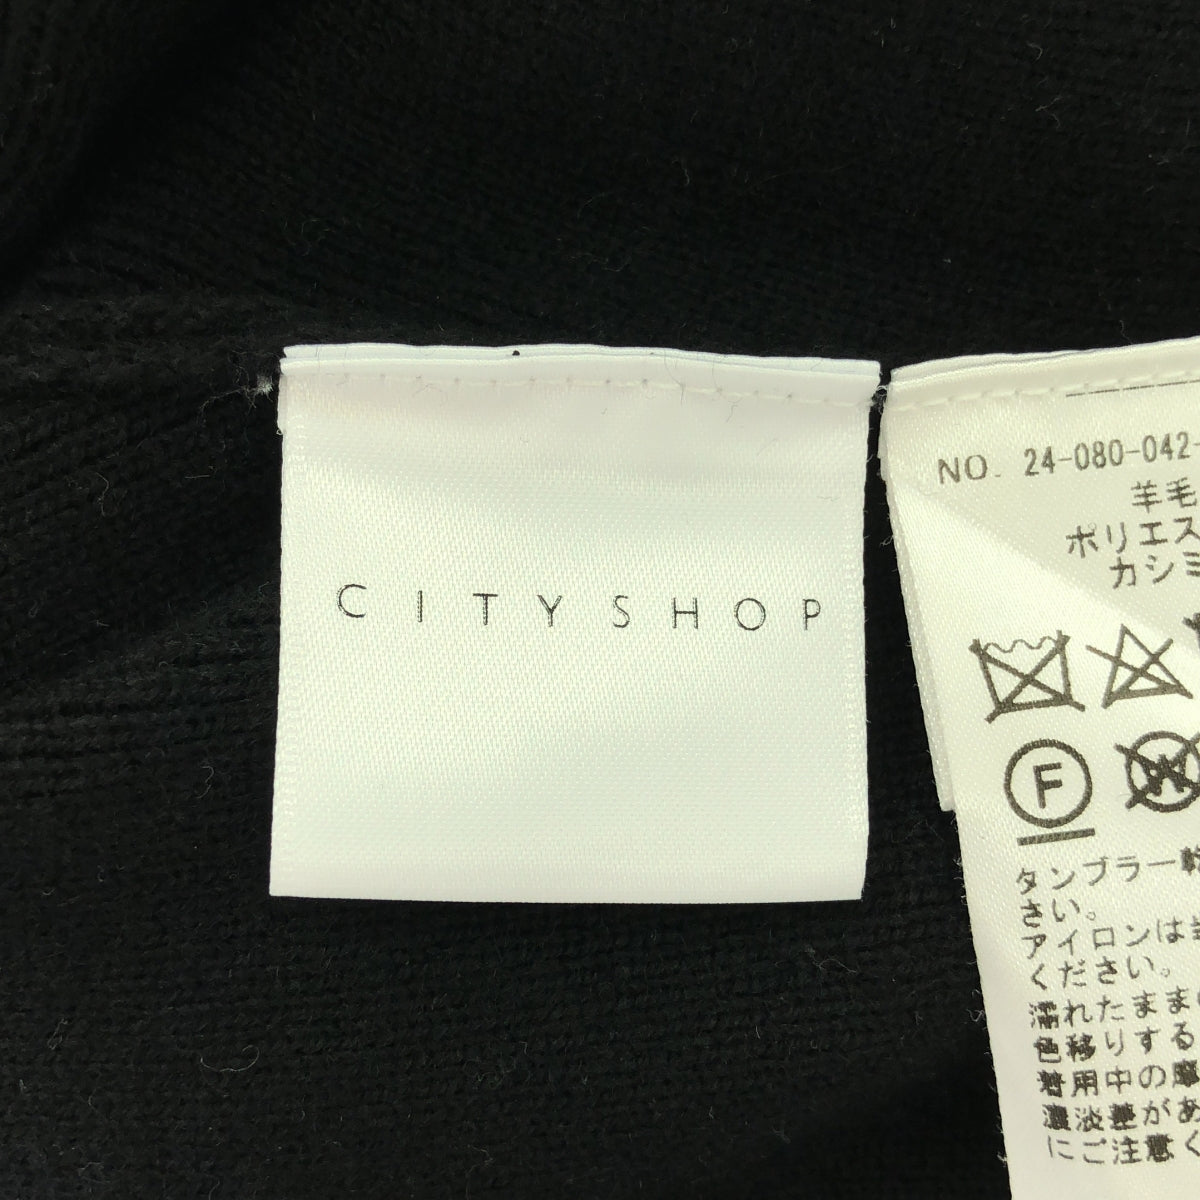 CITYSHOP
NO. 24-080-042-
羊毛
ポリエス
カシミ
F
タンブラー乾
さい。
アイロンは当
ください。
濡れたまま
色移りする
着用中の摩
濃淡差があ
にご注意く